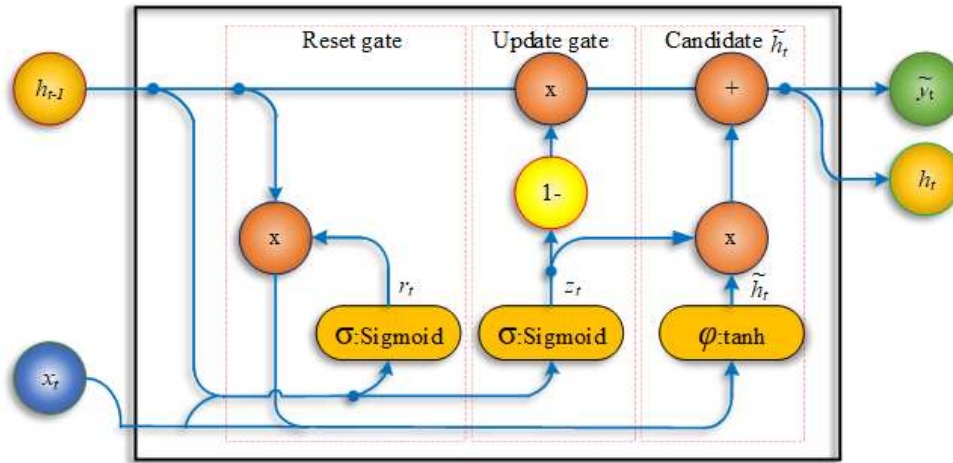 Reset gate
Update gate
Candidate h̃ₜ
hₜ₋₁
x
+
ỹₜ
1-
hₜ
x
x
rₜ
zₜ
h̃ₜ
σ:Sigmoid
σ:Sigmoid
φ:tanh
xₜ